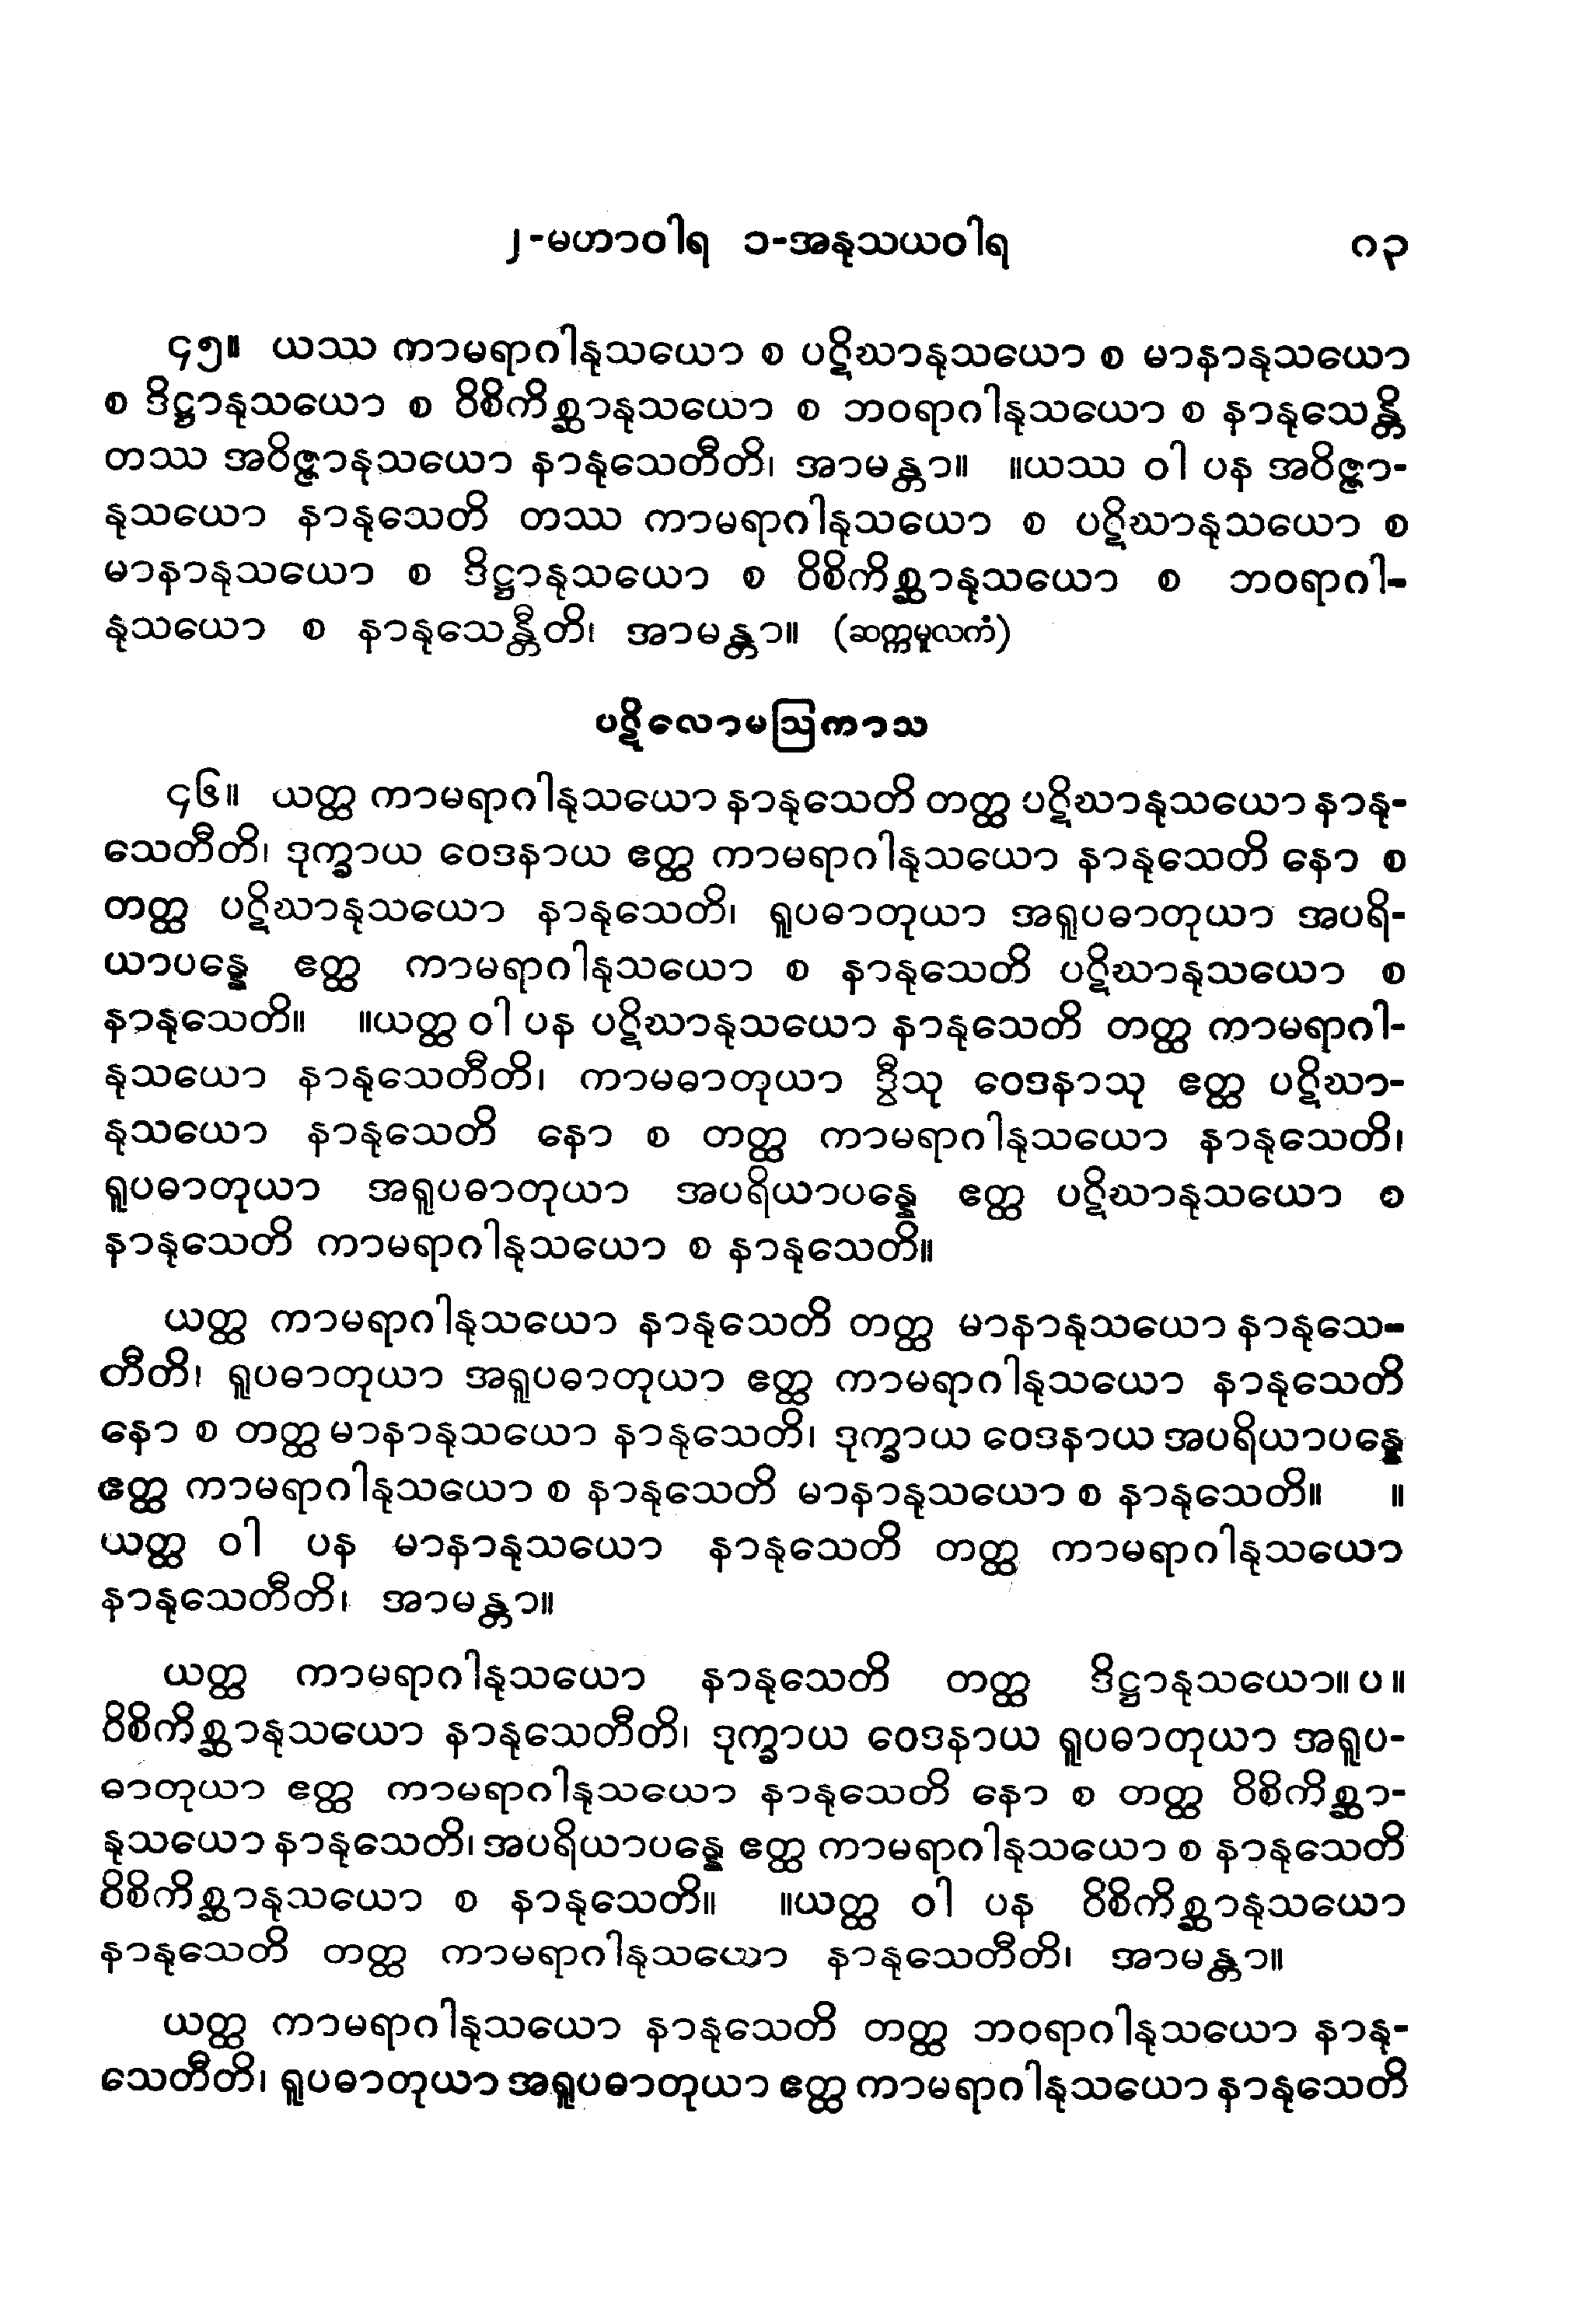 ၂-မဟာဝါရ ၁-အနုသယဝါရ ၈၃
၄၅။ ယဿ ကာမရာဂါနုသယော စ ပဋိဃာနုသယော စ မာနာနုသယော
စ ဒိဋ္ဌာနုသယော စ ဝိစိကိစ္ဆာနုသယော စ ဘဝရာဂါနုသယော စ နာနုသေန္တိ
တဿ အဝိဇ္ဇာနုသယော နာနုသေတီတိ၊ အာမန္တာ။ ။ယဿ ဝါ ပန အဝိဇ္ဇာ-
နုသယော နာနုသေတိ တဿ ကာမရာဂါနုသယော စ ပဋိဃာနုသယော စ
မာနာနုသယော စ ဒိဋ္ဌာနုသယော စ ဝိစိကိစ္ဆာနုသယော စ ဘဝရာဂါ-
နုသယော စ နာနုသေန္တီတိ၊ အာမန္တာ။ (ဆက္ကမူလကံ)
ပဋိလောမဩကာသ
၄၆။ ယတ္ထ ကာမရာဂါနုသယော နာနုသေတိ တတ္ထ ပဋိဃာနုသယော နာနု-
သေတီတိ၊ ဒုက္ခာယ ဝေဒနာယ ဧတ္ထ ကာမရာဂါနုသယော နာနုသေတိ နော စ
တတ္ထ ပဋိဃာနုသယော နာနုသေတိ၊ ရူပဓာတုယာ အရူပဓာတုယာ အပရိ-
ယာပန္နေ ဧတ္ထ ကာမရာဂါနုသယော စ နာနုသေတိ ပဋိဃာနုသယော စ
နာနုသေတိ။ ။ယတ္ထ ဝါ ပန ပဋိဃာနုသယော နာနုသေတိ တတ္ထ ကာမရာဂါ-
နုသယော နာနုသေတီတိ၊ ကာမဓာတုယာ ဒွီသု ဝေဒနာသု ဧတ္ထ ပဋိဃာ-
နုသယော နာနုသေတိ နော စ တတ္ထ ကာမရာဂါနုသယော နာနုသေတိ၊
ရူပဓာတုယာ အရူပဓာတုယာ အပရိယာပန္နေ ဧတ္ထ ပဋိဃာနုသယော စ
နာနုသေတိ ကာမရာဂါနုသယော စ နာနုသေတိ။
ယတ္ထ ကာမရာဂါနုသယော နာနုသေတိ တတ္ထ မာနာနုသယော နာနုသေ-
တီတိ၊ ရူပဓာတုယာ အရူပဓာတုယာ ဧတ္ထ ကာမရာဂါနုသယော နာနုသေတိ
နော စ တတ္ထ မာနာနုသယော နာနုသေတိ၊ ဒုက္ခာယ ဝေဒနာယ အပရိယာပန္နေ
ဧတ္ထ ကာမရာဂါနုသယော စ နာနုသေတိ မာနာနုသယော စ နာနုသေတိ။ ။
ယတ္ထ ဝါ ပန မာနာနုသယော နာနုသေတိ တတ္ထ ကာမရာဂါနုသယော
နာနုသေတီတိ၊ အာမန္တာ။
ယတ္ထ ကာမရာဂါနုသယော နာနုသေတိ တတ္ထ ဒိဋ္ဌာနုသယော။ ပ။
ဝိစိကိစ္ဆာနုသယော နာနုသေတီတိ၊ ဒုက္ခာယ ဝေဒနာယ ရူပဓာတုယာ အရူပ-
ဓာတုယာ ဧတ္ထ ကာမရာဂါနုသယော နာနုသေတိ နော စ တတ္ထ ဝိစိကိစ္ဆာ-
နုသယော နာနုသေတိ၊ အပရိယာပန္နေ ဧတ္ထ ကာမရာဂါနုသယော စ နာနုသေတိ
ဝိစိကိစ္ဆာနုသယော စ နာနုသေတိ။ ။ယတ္ထ ဝါ ပန ဝိစိကိစ္ဆာနုသယော
နာနုသေတိ တတ္ထ ကာမရာဂါနုသယော နာနုသေတီတိ၊ အာမန္တာ။
ယတ္ထ ကာမရာဂါနုသယော နာနုသေတိ တတ္ထ ဘဝရာဂါနုသယော နာနု-
သေတီတိ၊ ရူပဓာတုယာ အရူပဓာတုယာ ဧတ္ထ ကာမရာဂါနုသယော နာနုသေတိ